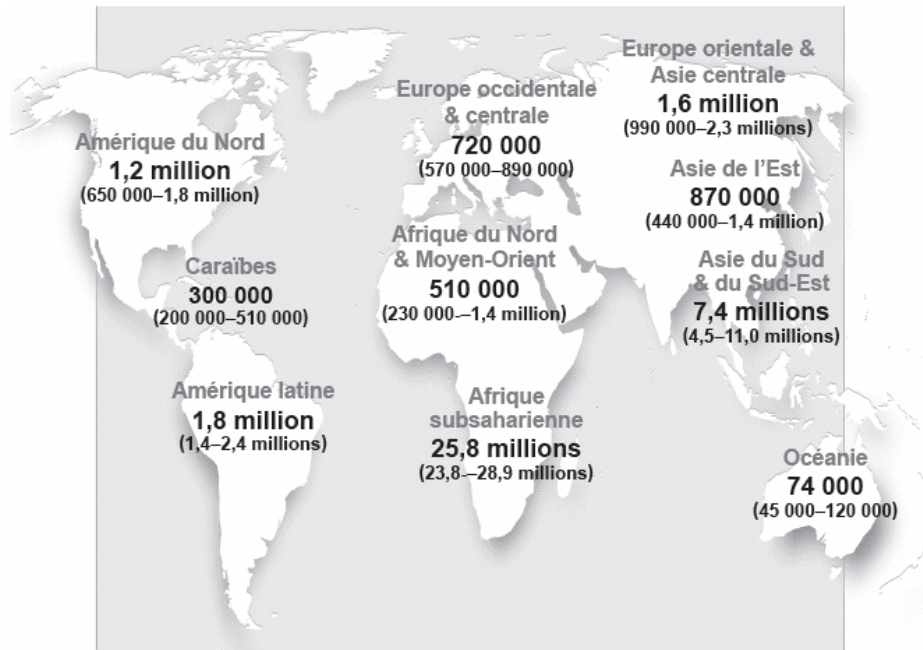 Amérique du Nord
1,2 million
(650 000–1,8 million)
Caraïbes
300 000
(200 000–510 000)
Amérique latine
1,8 million
(1,4–2,4 millions)
Europe occidentale
& centrale
720 000
(570 000–890 000)
Afrique du Nord
& Moyen-Orient
510 000
(230 000-–1,4 million)
Afrique
subsaharienne
25,8 millions
(23,8-–28,9 millions)
Europe orientale &
Asie centrale
1,6 million
(990 000–2,3 millions)
Asie de l’Est
870 000
(440 000–1,4 million)
Asie du Sud
& du Sud-Est
7,4 millions
(4,5–11,0 millions)
Océanie
74 000
(45 000–120 000)